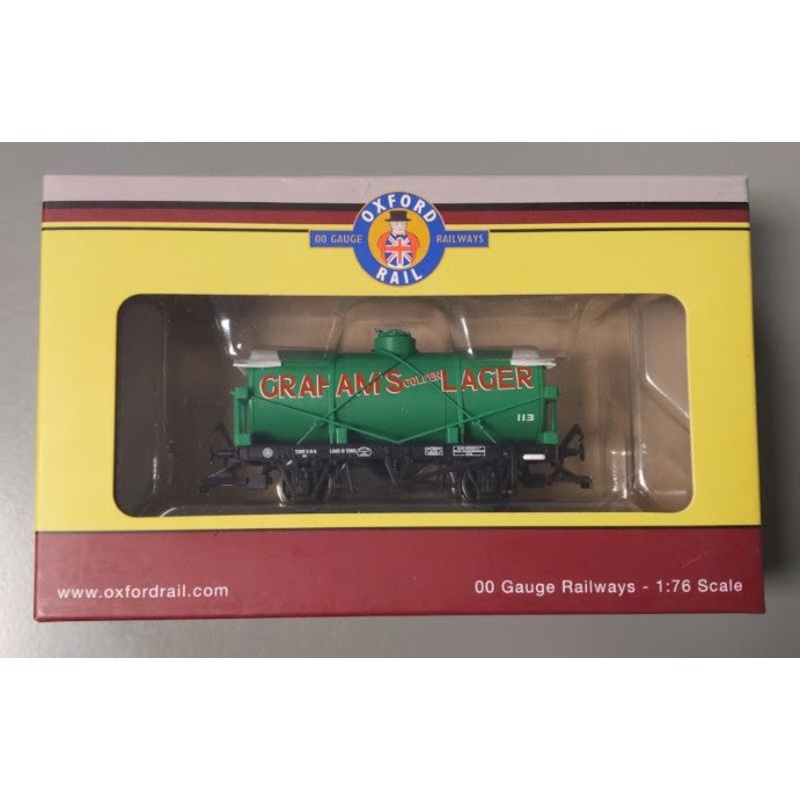 OXFORD
00 GAUGE RAILWAYS
RAIL
GRAHAM'S GOLDEN LAGER
113
www.oxfordrail.com
00 Gauge Railways - 1:76 Scale